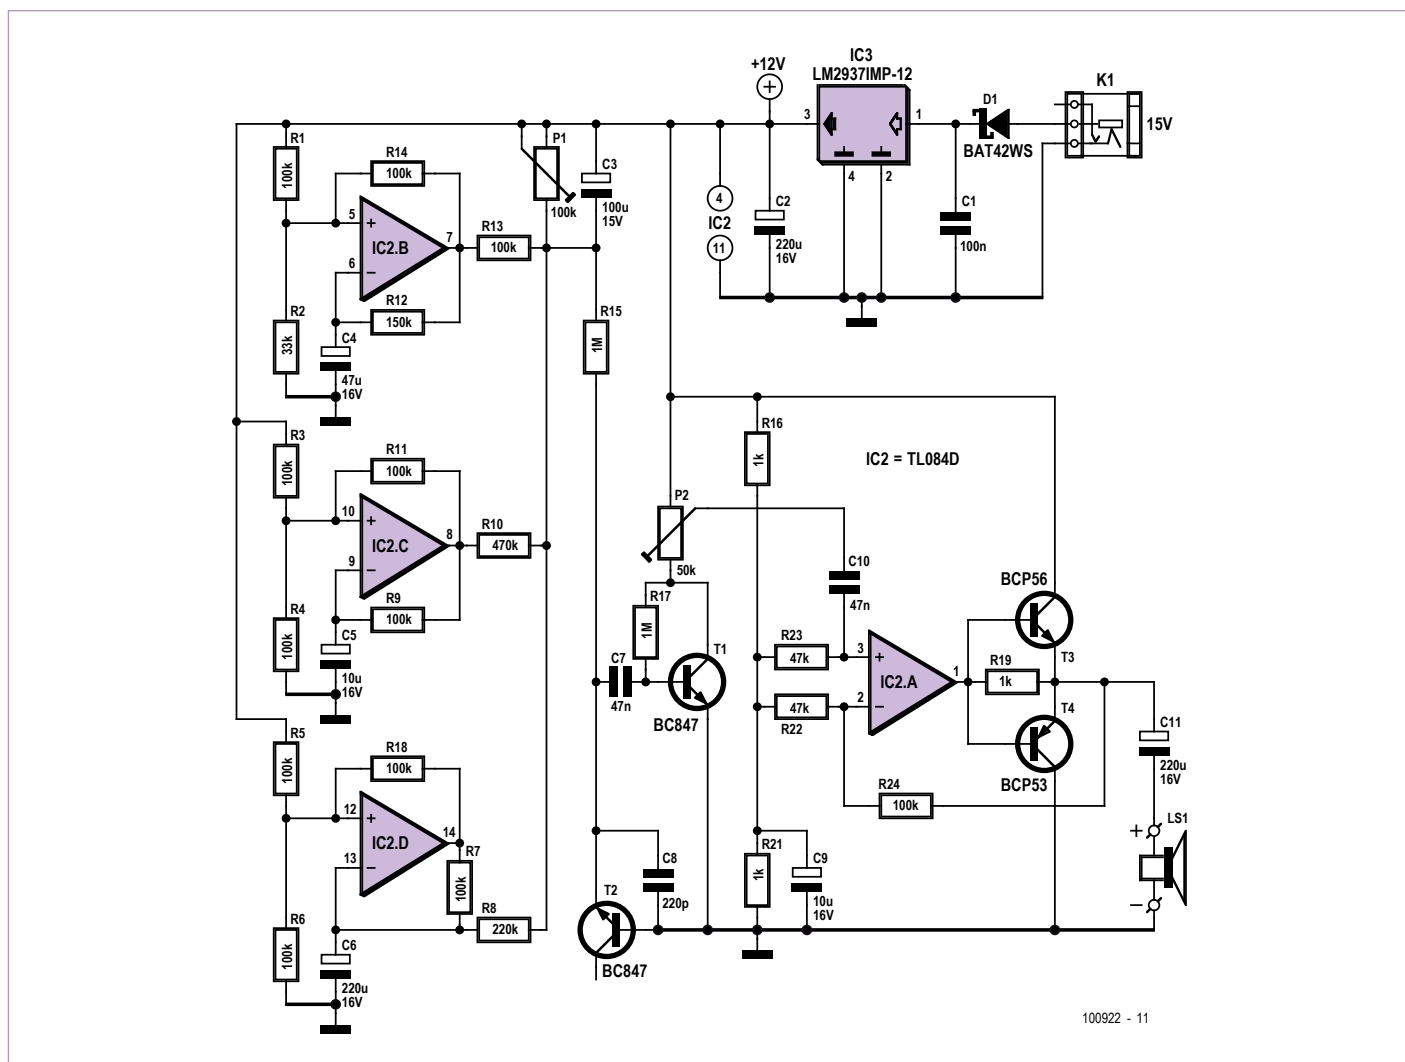 IC3
LM2937IMP-12
+12V
K1
D1
3
1
15V
BAT42WS
4
2
R1
100k
R14
100k
P1
100k
C3
100u
15V
5
+
IC2.B
7
6
–
R13
100k
4
IC2
11
C2
220u
16V
C1
100n
R12
150k
R2
33k
C4
47u
16V
R15
1M
R3
100k
R11
100k
R16
1k
IC2 = TL084D
10
+
IC2.C
8
9
–
R10
470k
P2
50k
C10
47n
R9
100k
R4
100k
C5
10u
16V
R17
1M
BCP56
T3
R23
47k
3
+
IC2.A
1
2
–
R19
1k
C7
47n
T1
BC847
47k
R22
T4
BCP53
C11
220u
16V
R5
100k
R18
100k
R24
100k
12
+
IC2.D
14
13
–
R7
100k
LS1
+
–
R21
1k
C8
220p
C9
10u
16V
T2
BC847
R8
220k
R6
100k
C6
220u
16V
100922 - 11